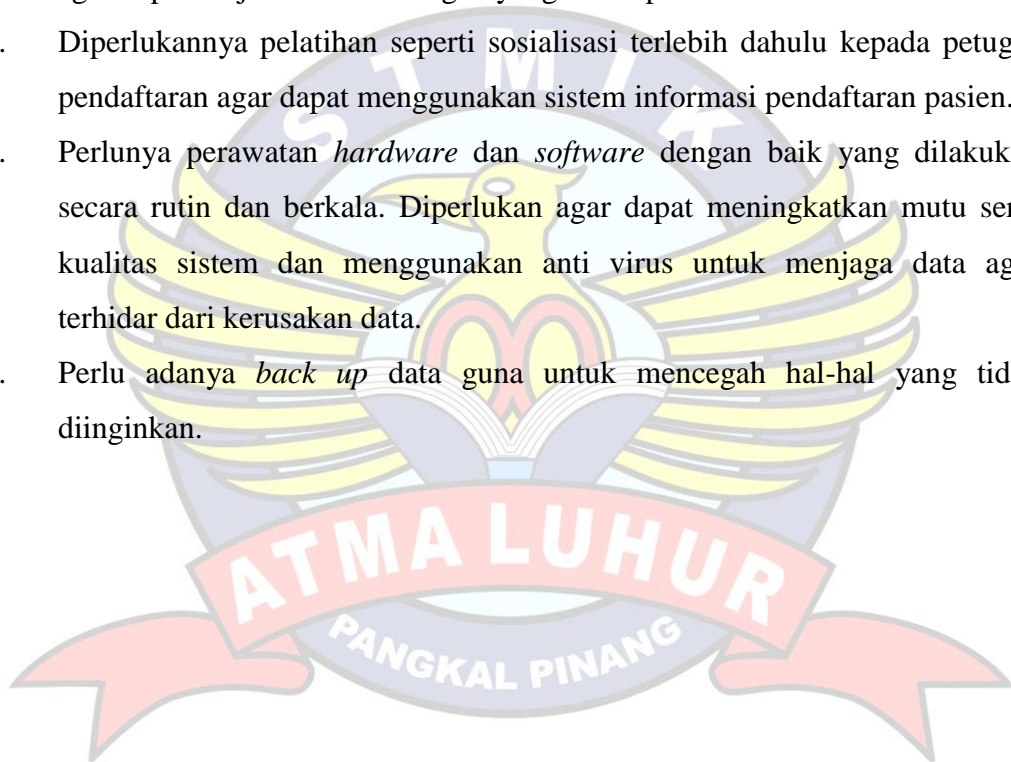 . Diperlukannya pelatihan seperti sosialisasi terlebih dahulu kepada petug
pendaftaran agar dapat menggunakan sistem informasi pendaftaran pasien.
. Perlunya perawatan hardware dan software dengan baik yang dilakuk
secara rutin dan berkala. Diperlukan agar dapat meningkatkan mutu ser
kualitas sistem dan menggunakan anti virus untuk menjaga data ag
terhidar dari kerusakan data.
. Perlu adanya back up data guna untuk mencegah hal-hal yang tid
diinginkan.
STMIK
ATMA LUHUR
PANGKAL PINANG